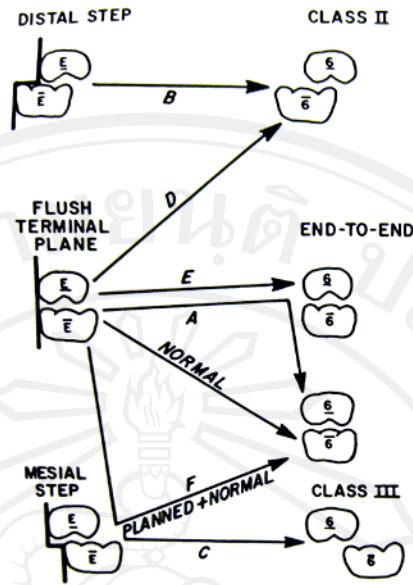 DISTAL STEP
CLASS II
E
E
6
6
B
D
FLUSH
TERMINAL
PLANE
END-TO-END
E
E
E
6
6
A
NORMAL
6
6
MESIAL
STEP
F
PLANNED + NORMAL
CLASS III
E
E
6
6
C